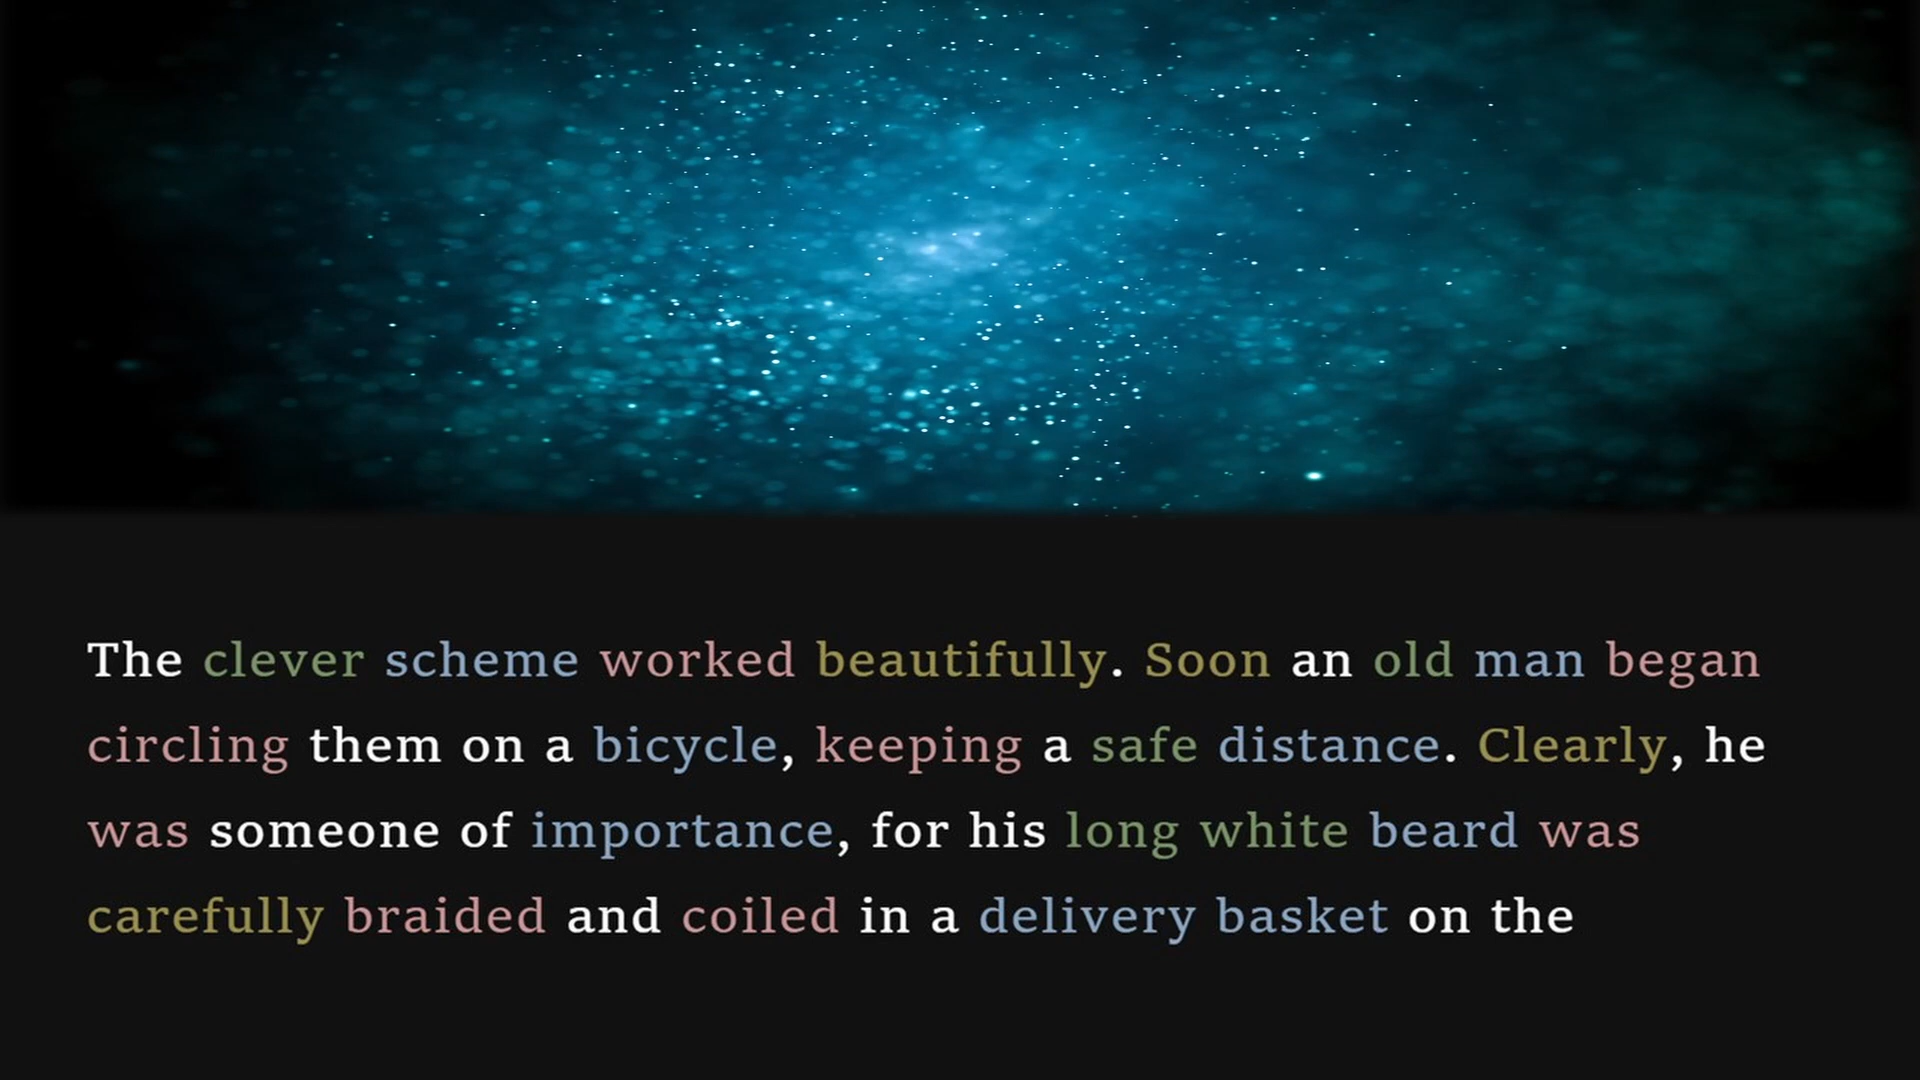 The clever scheme worked beautifully. Soon an old man began
circling them on a bicycle, keeping a safe distance. Clearly, he
was someone of importance, for his long white beard was
carefully braided and coiled in a delivery basket on the